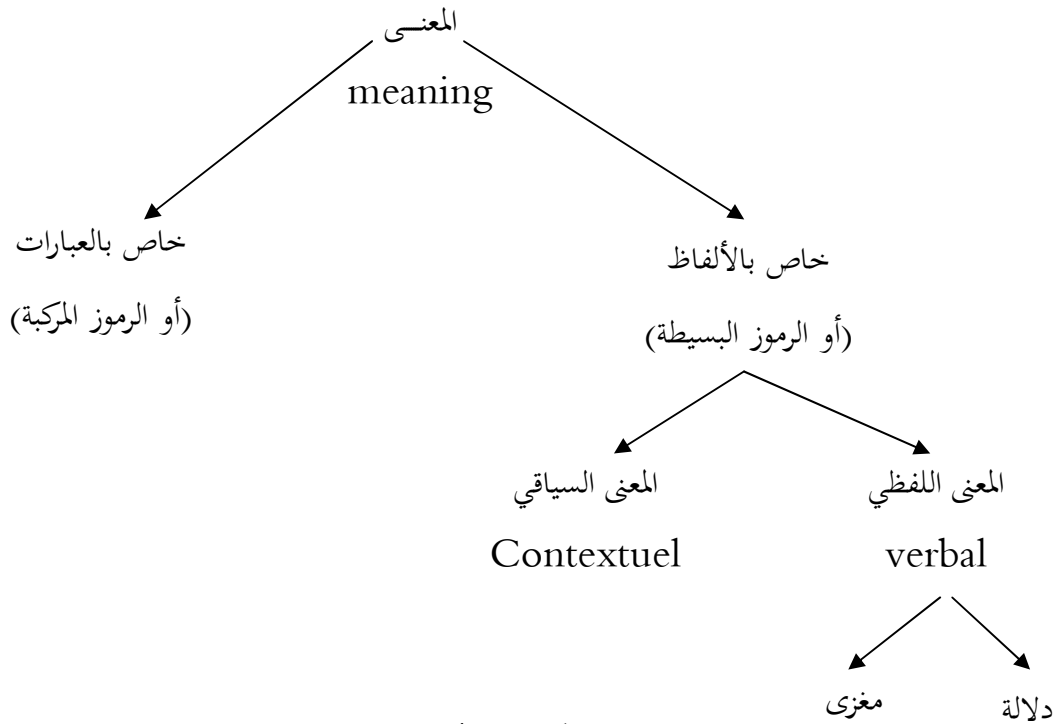 المعنـــى
meaning
خاص بالألفاظ
(أو الرموز البسيطة)
خاص بالعبارات
(أو الرموز المركبة)
المعنى اللفظي
verbal
المعنى السياقي
Contextuel
دلالة
مغزى